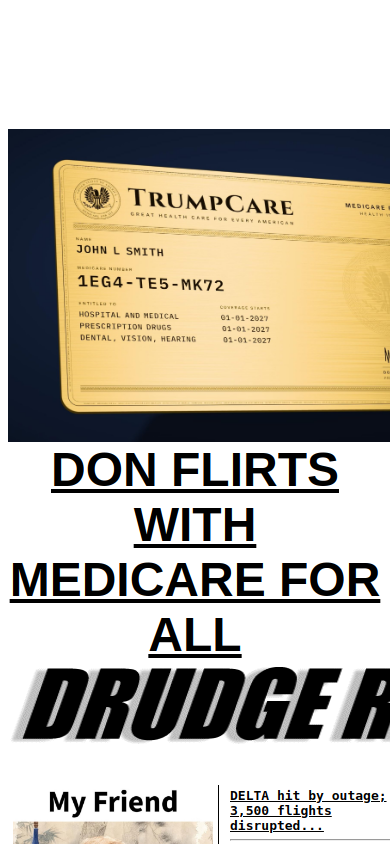 TRUMPCARE
GREAT HEALTH CARE FOR EVERY AMERICAN
MEDICARE
HEALTH
NAME
JOHN L SMITH
MEDICARE NUMBER
1EG4-TE5-MK72
ENTITLED TO COVERAGE STARTS
HOSPITAL AND MEDICAL 01-01-2027
PRESCRIPTION DRUGS 01-01-2027
DENTAL, VISION, HEARING 01-01-2027
DON FLIRTS
WITH
MEDICARE FOR
ALL
DRUDGE R
My Friend
DELTA hit by outage;
3,500 flights
disrupted...